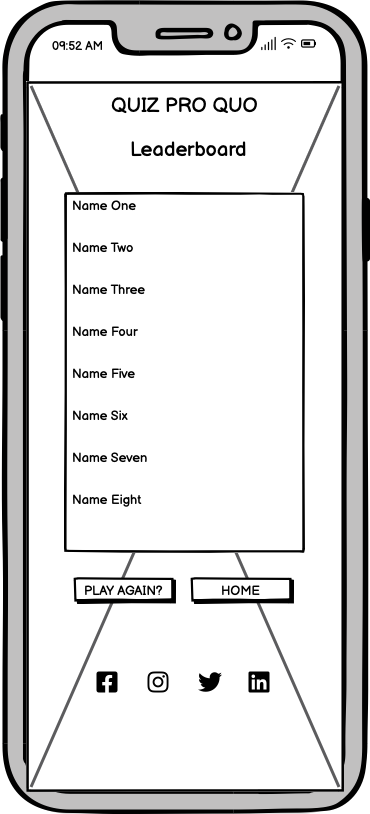 09:52 AM
QUIZ PRO QUO
Leaderboard
Name One
Name Two
Name Three
Name Four
Name Five
Name Six
Name Seven
Name Eight
PLAY AGAIN? HOME